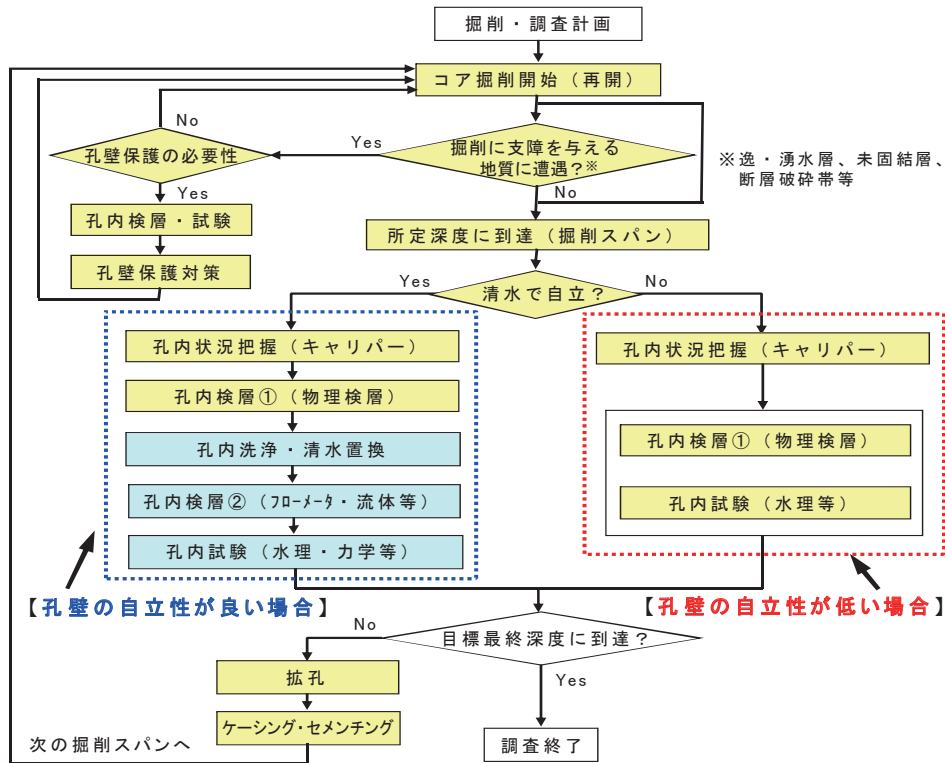 掘削・調査計画
コア掘削開始（再開）
No
孔壁保護の必要性
Yes
掘削に支障を与える
地質に遭遇？※
※逸・湧水層、未固結層、
断層破砕帯等
Yes
No
孔内検層・試験
所定深度に到達（掘削スパン）
孔壁保護対策
Yes
清水で自立？
No
孔内状況把握（キャリパー）
孔内検層①（物理検層）
孔内洗浄・清水置換
孔内検層②（ﾌﾛｰﾒｰﾀ・流体等）
孔内試験（水理・力学等）
孔内状況把握（キャリパー）
孔内検層①（物理検層）
孔内試験（水理等）
【孔壁の自立性が良い場合】
【孔壁の自立性が低い場合】
No
目標最終深度に到達？
Yes
拡孔
ケーシング・セメンチング
次の掘削スパンへ
調査終了